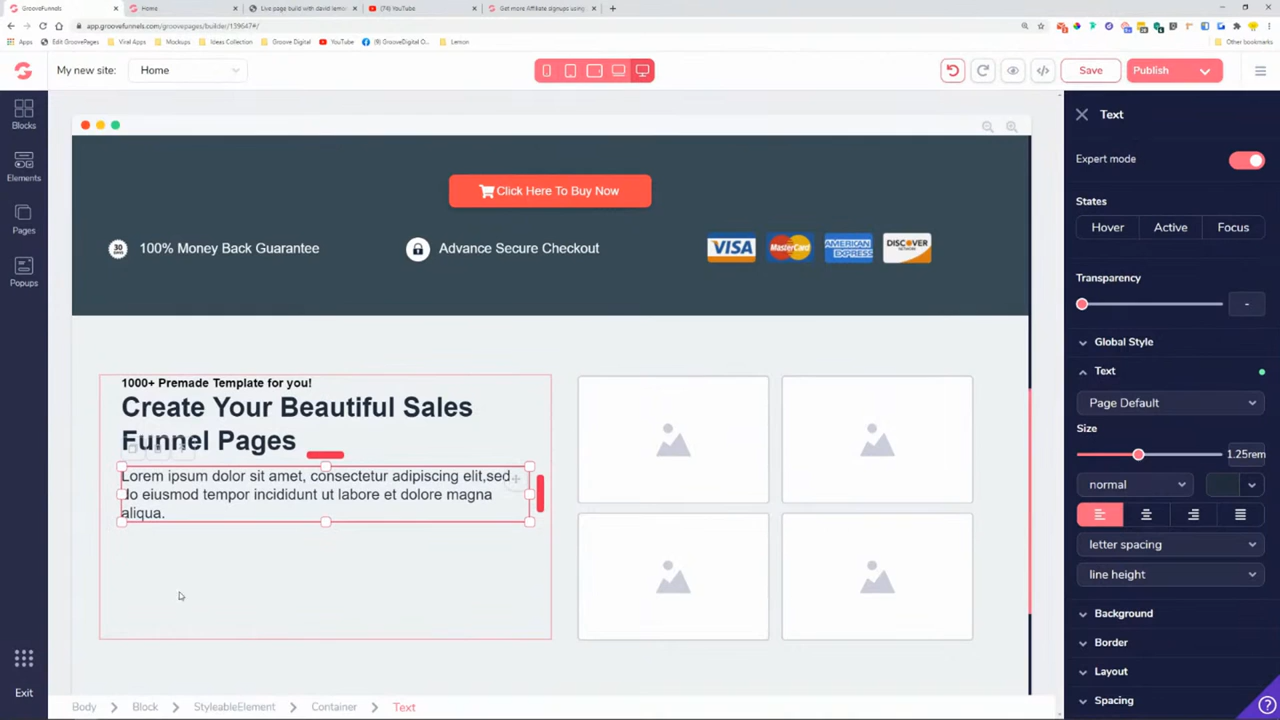 GrooveFunnels
Home
Live page build with david lemon
(74) YouTube
Get more Affiliate signups using
app.groovefunnels.com/groovepages/builder/139647#/
Apps
Edit GroovePages
Viral Apps
Mockups
Ideas Collection
Groove Digital
YouTube
(9) GrooveDigital O...
Lemon
Other bookmarks
My new site:
Home
Save
Publish
Blocks
Elements
Pages
Popups
Exit
Click Here To Buy Now
30
DAYS
100% Money Back Guarantee
Advance Secure Checkout
VISA
MasterCard
AMERICAN
EXPRESS
DISCOVER
1000+ Premade Template for you!
Create Your Beautiful Sales
Funnel Pages
Lorem ipsum dolor sit amet, consectetur adipiscing elit,sed
do eiusmod tempor incididunt ut labore et dolore magna
aliqua.
Text
Expert mode
States
Hover
Active
Focus
Transparency
-
Global Style
Text
Page Default
Size
1.25rem
normal
letter spacing
line height
Background
Border
Layout
Spacing
Body
Block
StyleableElement
Container
Text